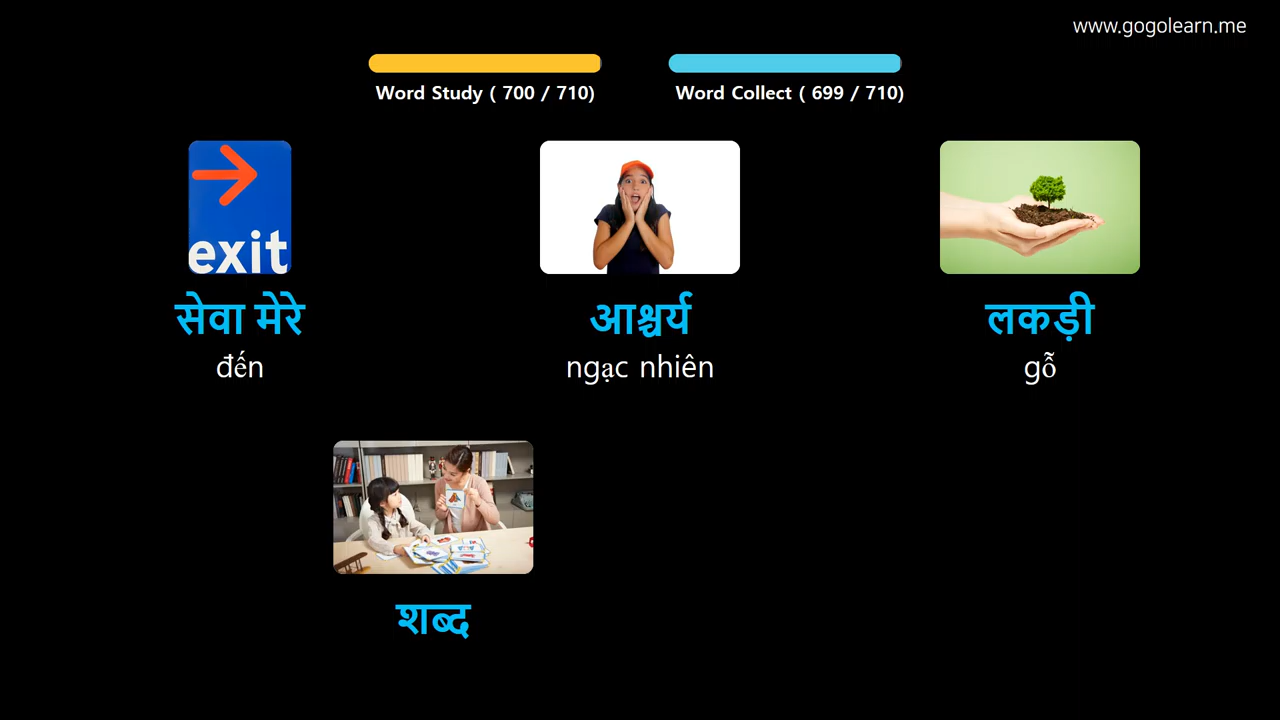 www.gogolearn.me
Word Study ( 700 / 710)
Word Collect ( 699 / 710)
exit
सेवा मेरे
đến
आश्चर्य
ngạc nhiên
लकड़ी
gỗ
शब्द